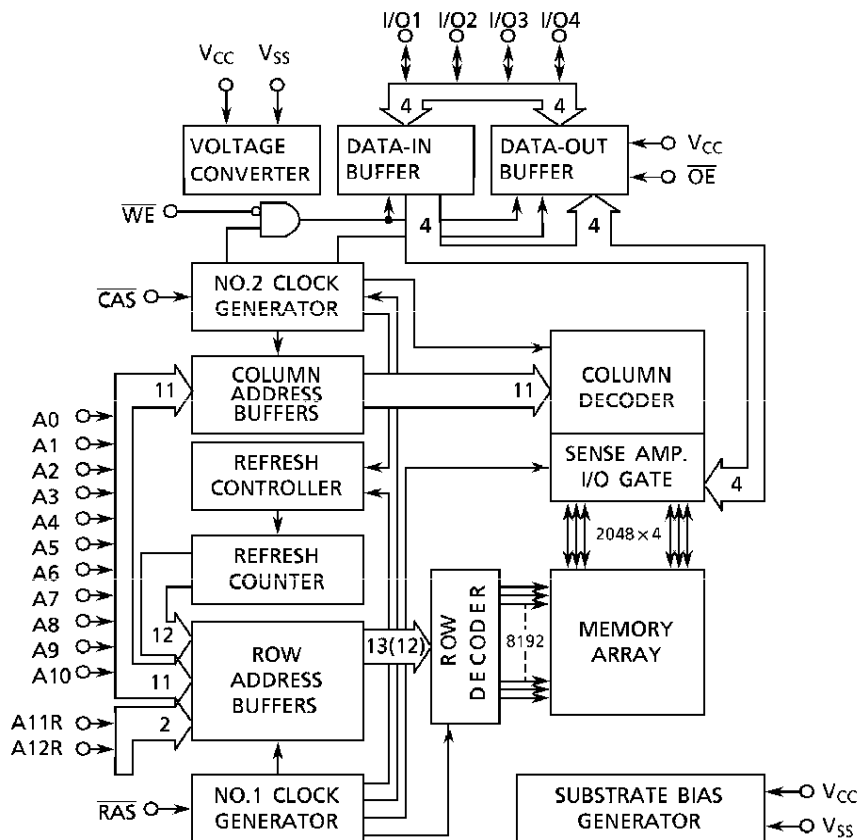 I/O1 I/O2 I/O3 I/O4
VCC VSS
4 4
VOLTAGE
CONVERTER
DATA-IN
BUFFER
DATA-OUT
BUFFER
VCC
OE
WE
4 4
CAS
NO.2 CLOCK
GENERATOR
11
COLUMN
ADDRESS
BUFFERS
11
COLUMN
DECODER
A0
A1
A2
A3
A4
A5
A6
A7
A8
A9
A10
REFRESH
CONTROLLER
SENSE AMP.
I/O GATE
4
2048×4
REFRESH
COUNTER
12
11
2
ROW
ADDRESS
BUFFERS
13(12)
ROW
DECODER
8192
MEMORY
ARRAY
A11R
A12R
RAS
NO.1 CLOCK
GENERATOR
SUBSTRATE BIAS
GENERATOR
VCC
VSS